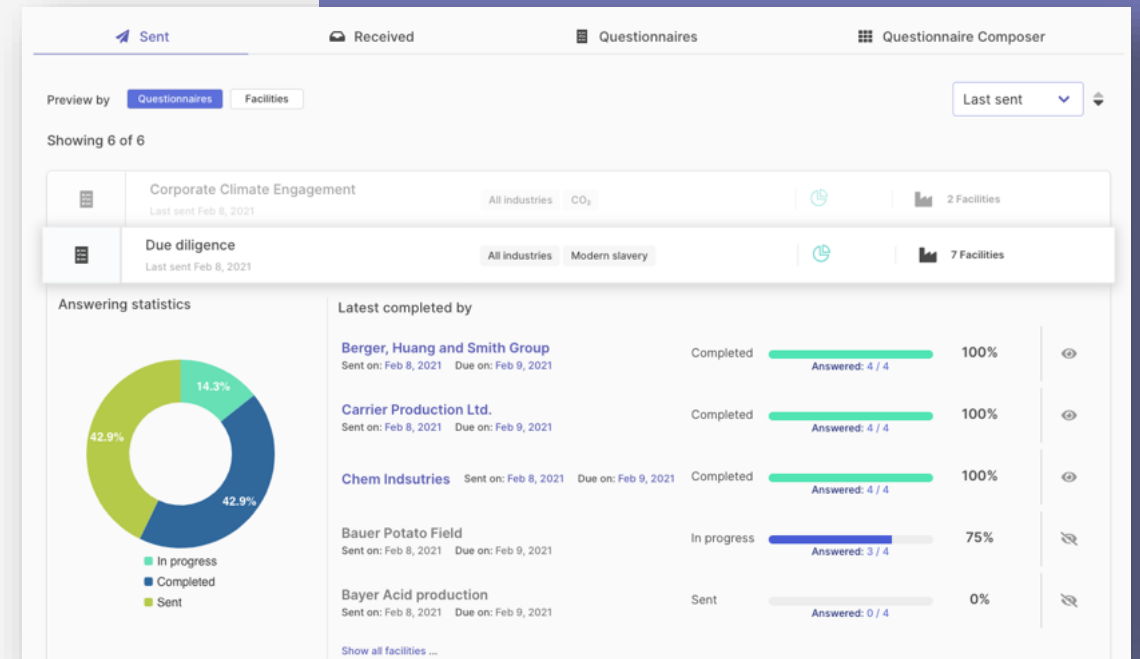 Sent Received Questionnaires Questionnaire Composer
Preview by Questionnaires Facilities Last sent
Showing 6 of 6
Corporate Climate Engagement
Last sent Feb 8, 2021
All industries CO₂ 2 Facilities
Due diligence
Last sent Feb 8, 2021
All industries Modern slavery 7 Facilities
Answering statistics
14.3%
42.9%
42.9%
In progress
Completed
Sent
Latest completed by
Berger, Huang and Smith Group
Sent on: Feb 8, 2021 Due on: Feb 9, 2021
Completed 100%
Answered: 4 / 4
Carrier Production Ltd.
Sent on: Feb 8, 2021 Due on: Feb 9, 2021
Completed 100%
Answered: 4 / 4
Chem Indsutries Sent on: Feb 8, 2021 Due on: Feb 9, 2021
Completed 100%
Answered: 4 / 4
Bauer Potato Field
Sent on: Feb 8, 2021 Due on: Feb 9, 2021
In progress 75%
Answered: 3 / 4
Bayer Acid production
Sent on: Feb 8, 2021 Due on: Feb 9, 2021
Sent 0%
Answered: 0 / 4
Show all facilities ...